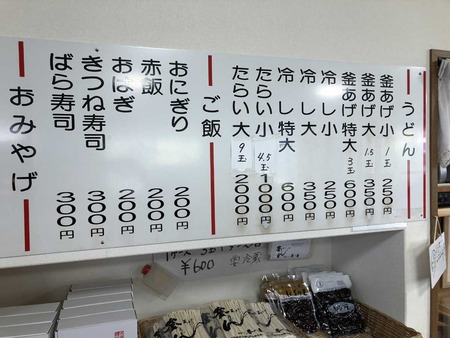 うどん
釜あげ小 1玉 250円
釜あげ大 1.5玉 350円
釜あげ特大 3玉 600円
冷し小 250円
冷し大 350円
冷し特大 600円
たらい小 4.5玉 1000円
たらい大 9玉 2000円
ご飯
おにぎり 200円
赤飯 200円
おはぎ 200円
きつね寿司 300円
ばら寿司 300円
おみやげ
¥600 要冷蔵